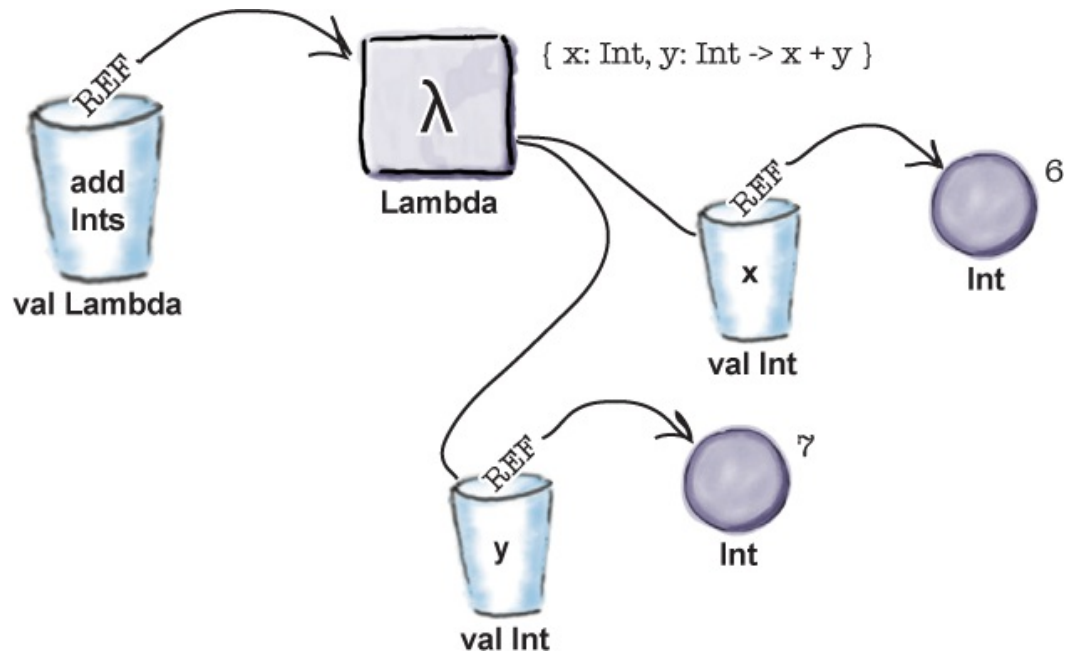 REF
add
Ints
val Lambda
λ
Lambda
{ x: Int, y: Int -> x + y }
REF
x
val Int
6
Int
REF
y
val Int
7
Int